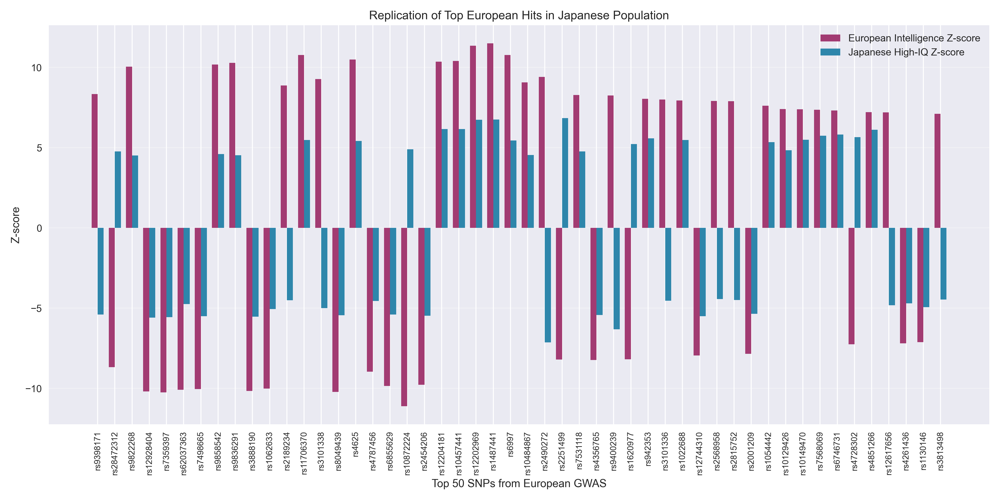 Replication of Top European Hits in Japanese Population
European Intelligence Z-score
Japanese High-IQ Z-score
Z-score
10
5
0
−5
−10
rs9398171
rs28472312
rs9822268
rs12928404
rs7359397
rs62037363
rs7498665
rs9858542
rs9836291
rs3888190
rs1062633
rs2189234
rs11706370
rs3101338
rs8049439
rs4625
rs4787456
rs6855629
rs10872224
rs2454206
rs12204181
rs10457441
rs12202969
rs1487441
rs6997
rs10484867
rs2490272
rs2251499
rs7531118
rs4356765
rs9400239
rs1620977
rs942353
rs3101336
rs1022688
rs12744310
rs2568958
rs2815752
rs2001209
rs1054442
rs10129426
rs10149470
rs7568069
rs6746731
rs4728302
rs4851266
rs12617656
rs4261436
rs1130146
rs3813498
Top 50 SNPs from European GWAS